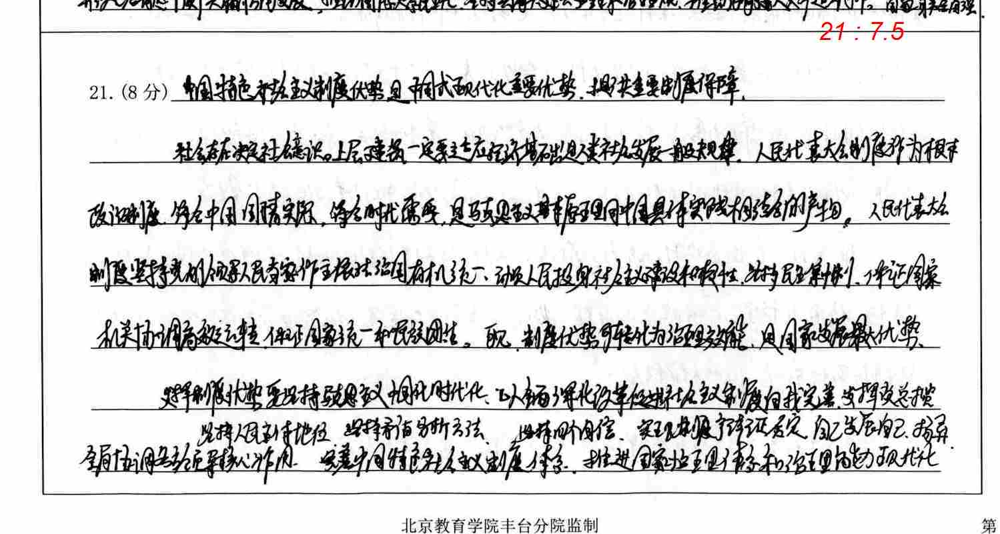 21 : 7.5
21. (8 分) 中国特色社会主义制度优势是中国式现代化重要优势，提供重要制度保障，
社会存在决定社会意识。上层建筑一定要适应经济基础是人类社会发展一般规律，人民代表大会制度作为根本
政治制度，符合中国国情实际，符合时代需要，是马克思主义基本原理同中国具体实践相结合的产物。人民代表大会
制度坚持党的领导人民当家作主依法治国有机统一、动员人民投身社会主义建设积极性，坚持民主集中制、保证国家
机关协调高效运转，保证国家统一和民族团结。制度优势可转化为治理效能、是国家发展最大优势、
发挥制度优势要坚持马克思主义中国化时代化、以全面深化改革促进社会主义制度自我完善，发挥党总揽
坚持人民主体地位 坚持矛盾分析方法、坚持四个自信、实现制度辩证否定 自己发展自己、扬弃
全局协调各方领导核心作用 完善中国特色社会主义制度体系、推进国家治理体系和治理能力现代化
北京教育学院丰台分院监制
第